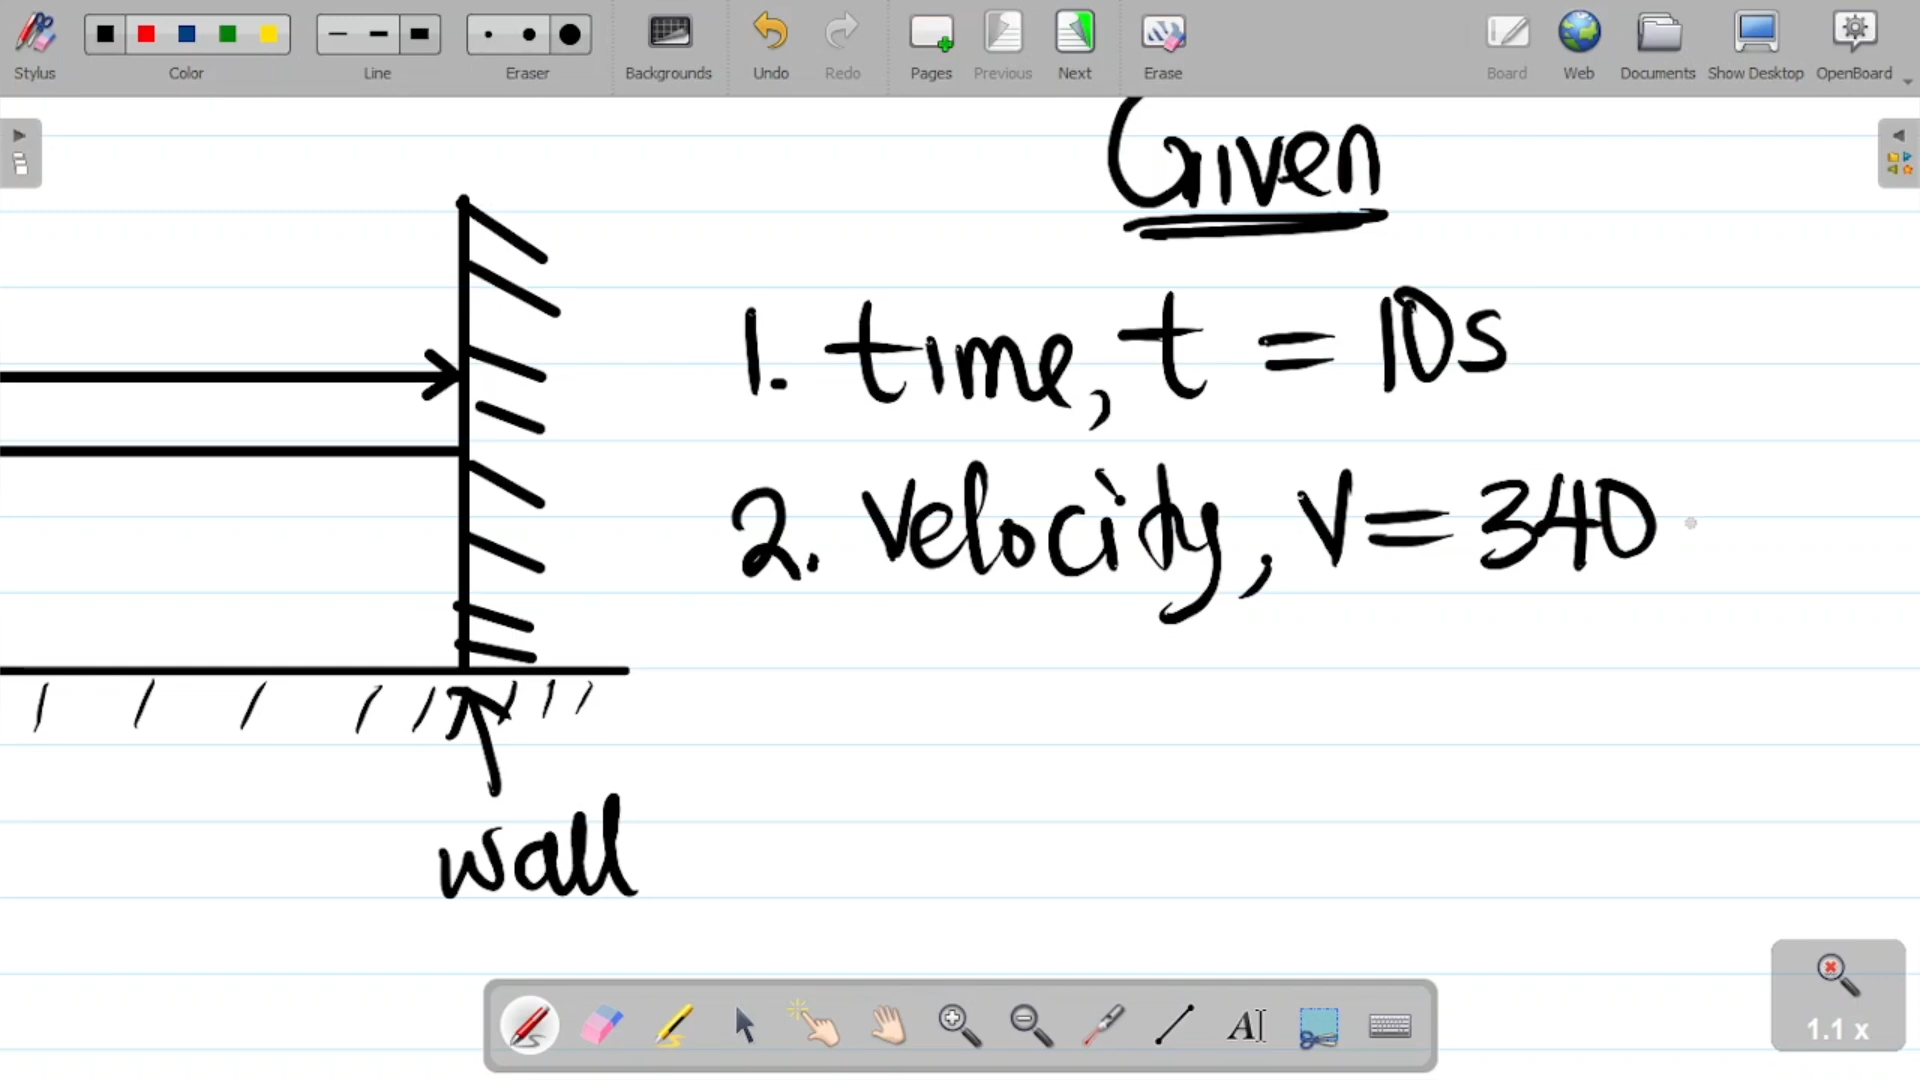 Stylus
Color
Line
Eraser
Backgrounds
Undo
Redo
Pages
Previous
Next
Erase
Board
Web
Documents
Show Desktop
OpenBoard
Given
1. time, t = 10s
2. Velocity, V = 340
wall
1.1 x